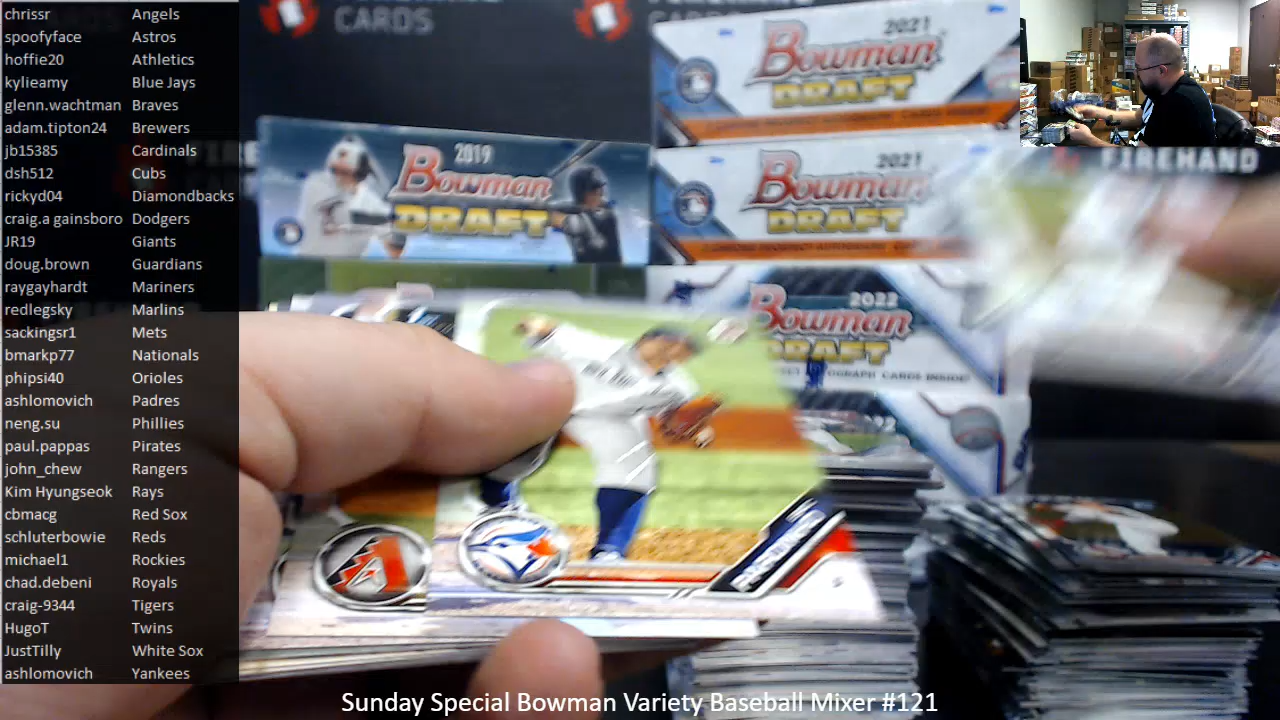 chrissr Angels
spoofyface Astros
hoffie20 Athletics
kylieamy Blue Jays
glenn.wachtman Braves
adam.tipton24 Brewers
jb15385 Cardinals
dsh512 Cubs
rickyd04 Diamondbacks
craig.a gainsboro Dodgers
JR19 Giants
doug.brown Guardians
raygayhardt Mariners
redlegsky Marlins
sackingsr1 Mets
bmarkp77 Nationals
phipsi40 Orioles
ashlomovich Padres
neng.su Phillies
paul.pappas Pirates
john_chew Rangers
Kim Hyungseok Rays
cbmacg Red Sox
schluterbowie Reds
michael1 Rockies
chad.debeni Royals
craig-9344 Tigers
HugoT Twins
JustTilly White Sox
ashlomovich Yankees
CARDS
CARDS
2021
Bowman
DRAFT
2019
Bowman
DRAFT
2021
Bowman
DRAFT
2022
Bowman
DRAFT
CARDS INSIDE!
FIREHAND
Sunday Special Bowman Variety Baseball Mixer #121